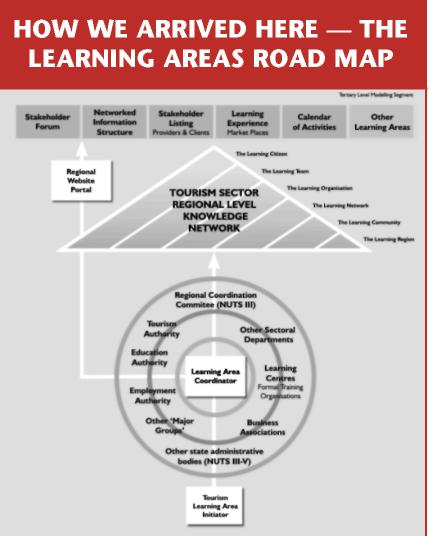 HOW WE ARRIVED HERE — THE
LEARNING AREAS ROAD MAP
Tertiary Level Modelling Segment
Stakeholder
Forum
Networked
Information
Structure
Stakeholder
Listing
Providers & Clients
Learning
Experience
Market Places
Calendar
of Activities
Other
Learning Areas
Regional
Website
Portal
The Learning Citizen
The Learning Team
The Learning Organisation
The Learning Network
The Learning Community
The Learning Region
TOURISM SECTOR
REGIONAL LEVEL
KNOWLEDGE
NETWORK
Regional Coordination
Commitee (NUTS III)
Tourism
Authority
Other Sectoral
Departments
Education
Authority
Learning Area
Coordinator
Learning
Centres
Formal Training
Organisations
Employment
Authority
Other 'Major
Groups'
Business
Associations
Other state administrative
bodies (NUTS III-V)
Tourism
Learning Area
Initiator